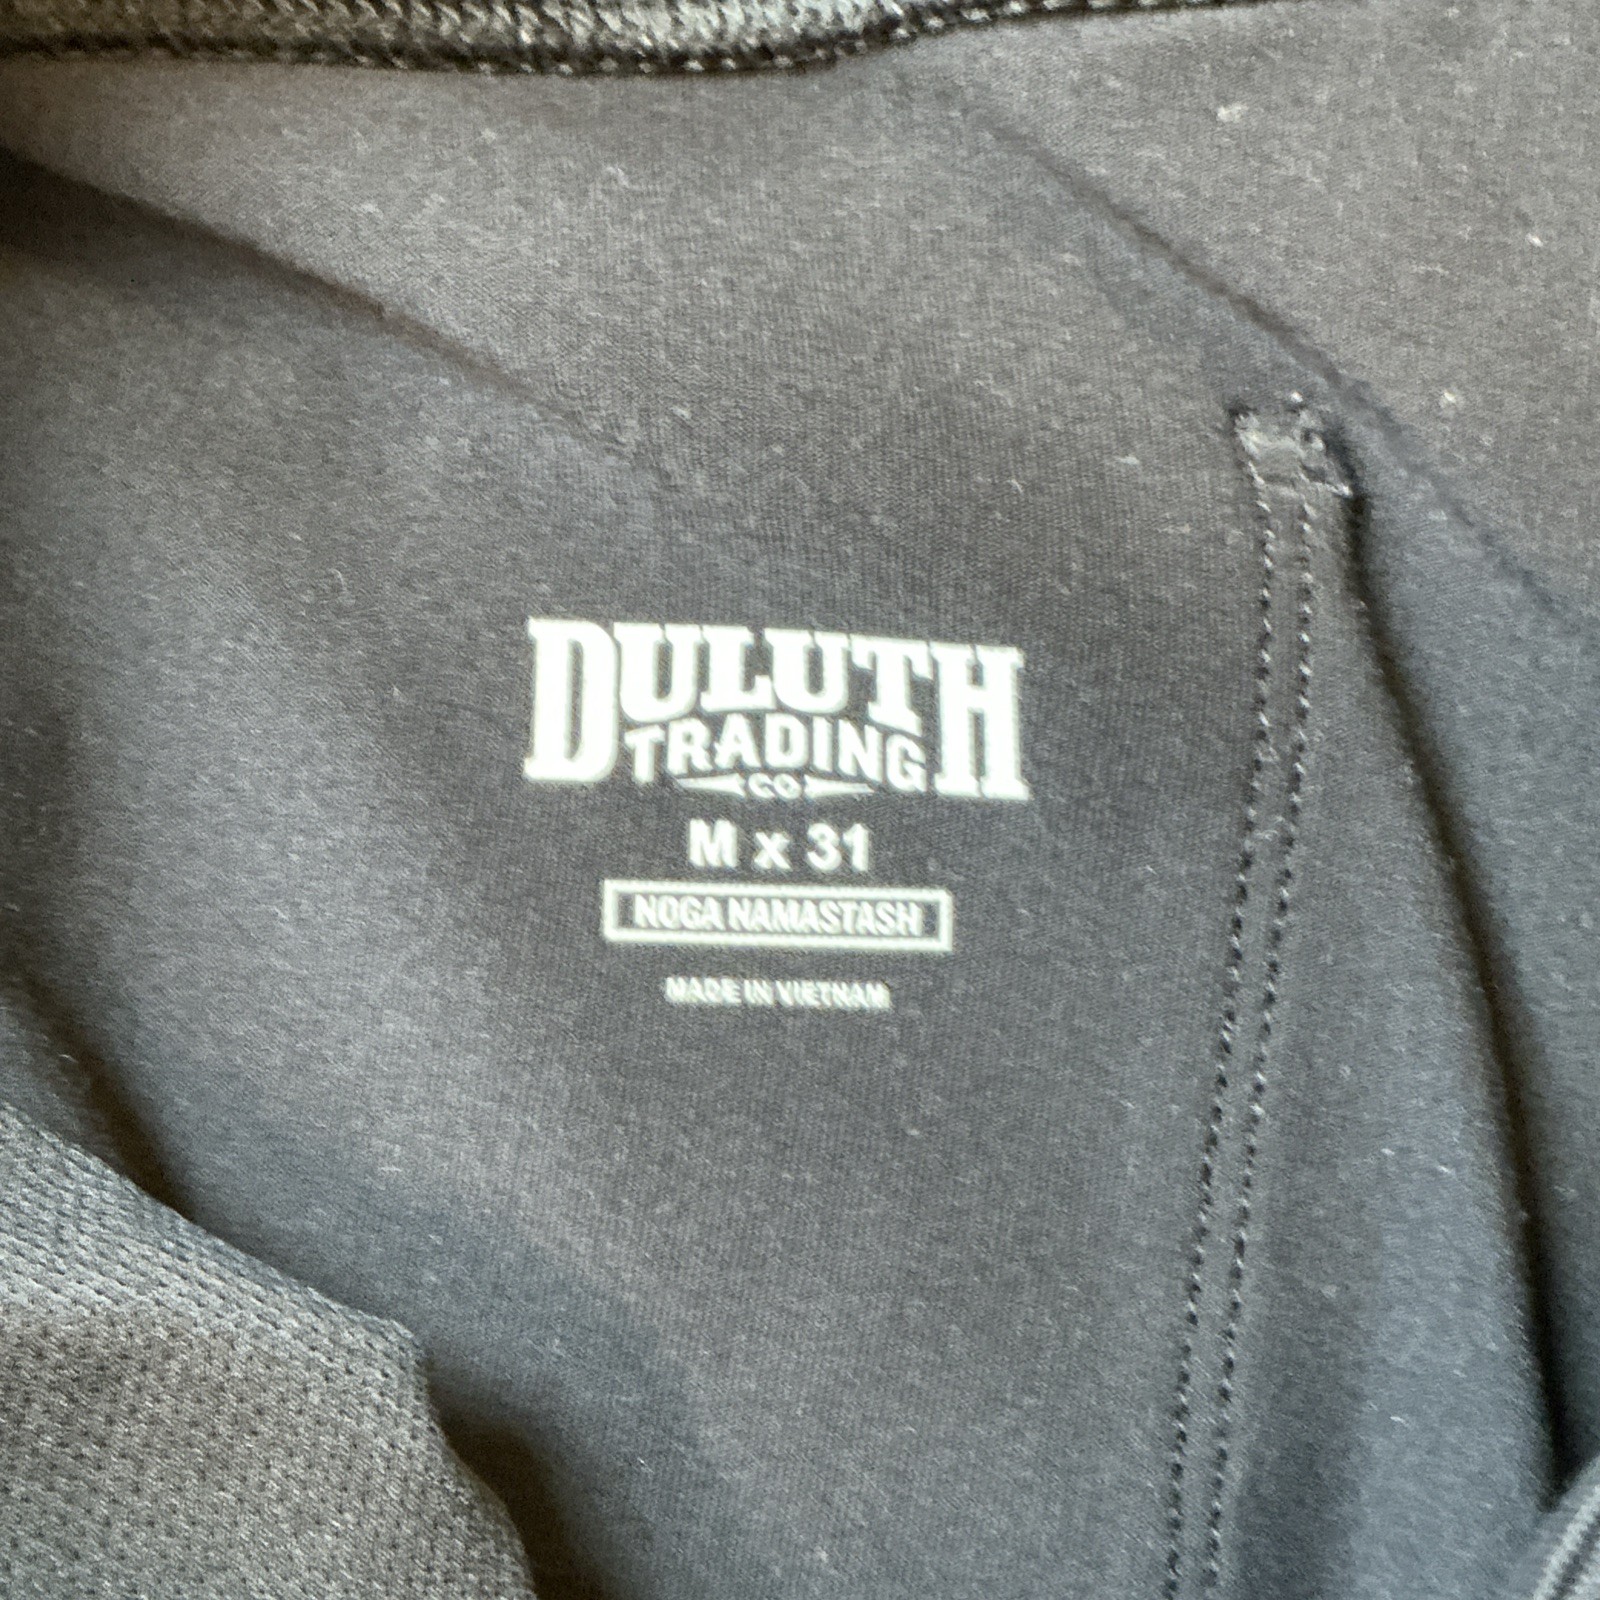 DULUTH
TRADING
CO
M x 31
NOGA NAMASTASH
MADE IN VIETNAM